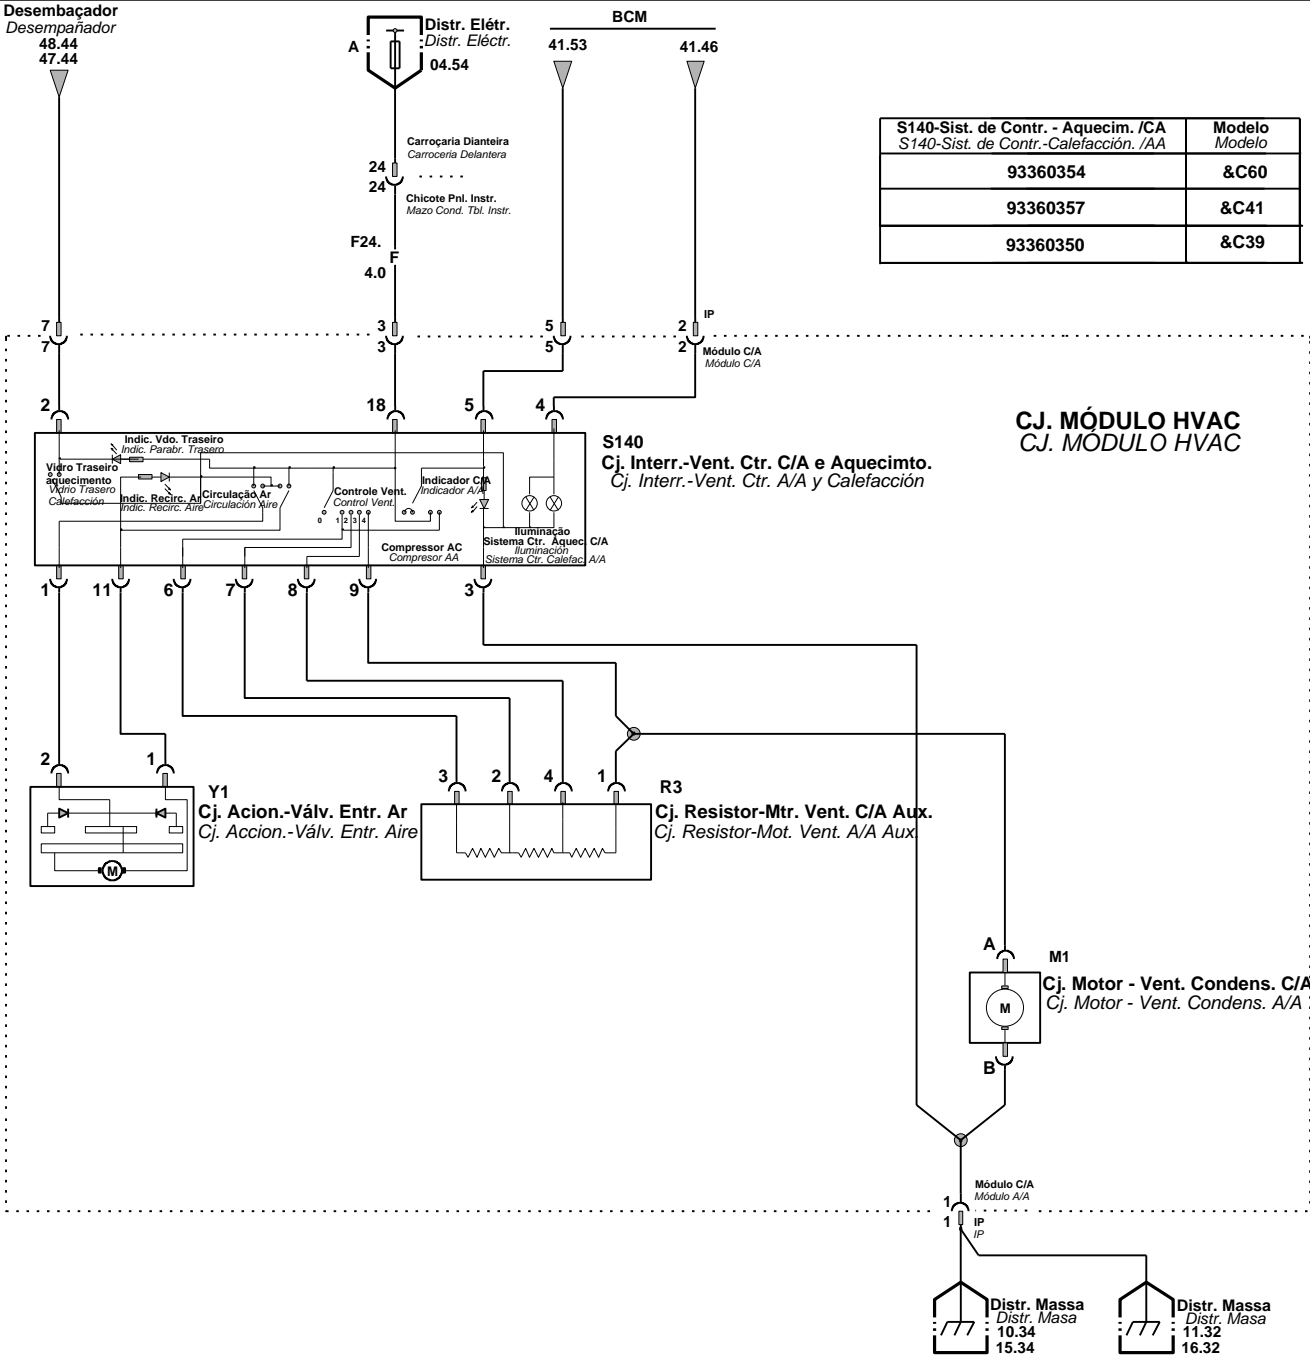 Desembaçador
Desempañador
48.44
47.44
A
Distr. Elétr.
Distr. Eléctr.
04.54
BCM
41.53
41.46
Carroçaria Dianteira
Carroceria Delantera
24
24
Chicote Pnl. Instr.
Mazo Cond. Tbl. Instr.
F24.
F
4.0
S140-Sist. de Contr. - Aquecim. /CA
S140-Sist. de Contr.-Calefacción. /AA
Modelo
Modelo
93360354
&C60
93360357
&C41
93360350
&C39
7
7
3
3
5
5
2
2
IP
Módulo C/A
Módulo C/A
CJ. MÓDULO HVAC
CJ. MÓDULO HVAC
2
18
5
4
S140
Cj. Interr.-Vent. Ctr. C/A e Aquecimto.
Cj. Interr.-Vent. Ctr. A/A y Calefacción
Indic. Vdo. Traseiro
Indic. Parabr. Trasero
Vidro Traseiro
aquecimento
Vidrio Trasero
Calefacción
Indic. Recirc. Ar
Indic. Recirc. Aire
Circulação Ar
Circulación Aire
Controle Vent.
Control Vent.
0 1 2 3 4
Indicador C/A
Indicador A/A
Compressor AC
Compresor AA
Iluminação
Sistema Ctr. Aquec. C/A
Iluminación
Sistema Ctr. Calefac. A/A
1
11
6
7
8
9
3
2
1
Y1
Cj. Acion.-Válv. Entr. Ar
Cj. Accion.-Válv. Entr. Aire
M
3
2
4
1
R3
Cj. Resistor-Mtr. Vent. C/A Aux.
Cj. Resistor-Mot. Vent. A/A Aux.
A
M1
Cj. Motor - Vent. Condens. C/A
Cj. Motor - Vent. Condens. A/A
M
B
Módulo C/A
Módulo A/A
1
1
IP
IP
Distr. Massa
Distr. Masa
10.34
15.34
Distr. Massa
Distr. Masa
11.32
16.32